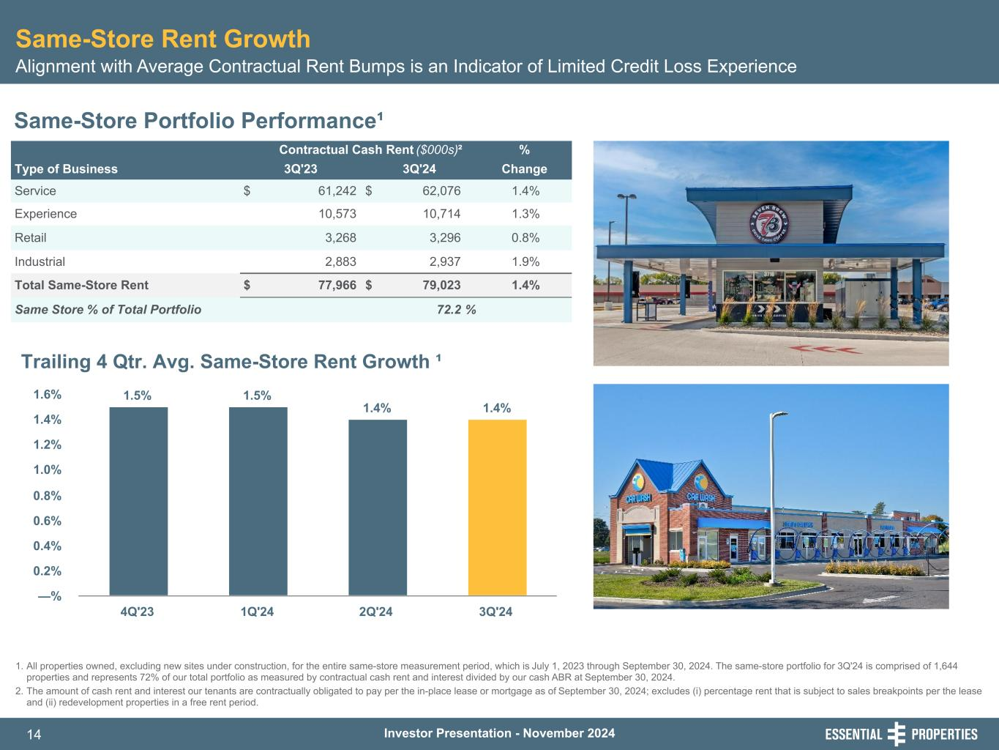 Same-Store Rent Growth
Alignment with Average Contractual Rent Bumps is an Indicator of Limited Credit Loss Experience
Same-Store Portfolio Performance¹
Contractual Cash Rent ($000s)² %
Type of Business 3Q'23 3Q'24 Change
Service $ 61,242 $ 62,076 1.4%
Experience 10,573 10,714 1.3%
Retail 3,268 3,296 0.8%
Industrial 2,883 2,937 1.9%
Total Same-Store Rent $ 77,966 $ 79,023 1.4%
Same Store % of Total Portfolio 72.2 %
SEVEN BREW
7B
DRIVE THRU COFFEE
Trailing 4 Qtr. Avg. Same-Store Rent Growth ¹
1.6%
1.4%
1.2%
1.0%
0.8%
0.6%
0.4%
0.2%
—%
1.5%
1.5%
1.4%
1.4%
4Q'23 1Q'24 2Q'24 3Q'24
CAR WASH
CAR WASH
1. All properties owned, excluding new sites under construction, for the entire same-store measurement period, which is July 1, 2023 through September 30, 2024. The same-store portfolio for 3Q'24 is comprised of 1,644
properties and represents 72% of our total portfolio as measured by contractual cash rent and interest divided by our cash ABR at September 30, 2024.
2. The amount of cash rent and interest our tenants are contractually obligated to pay per the in-place lease or mortgage as of September 30, 2024; excludes (i) percentage rent that is subject to sales breakpoints per the lease
and (ii) redevelopment properties in a free rent period.
14
Investor Presentation - November 2024
ESSENTIAL PROPERTIES